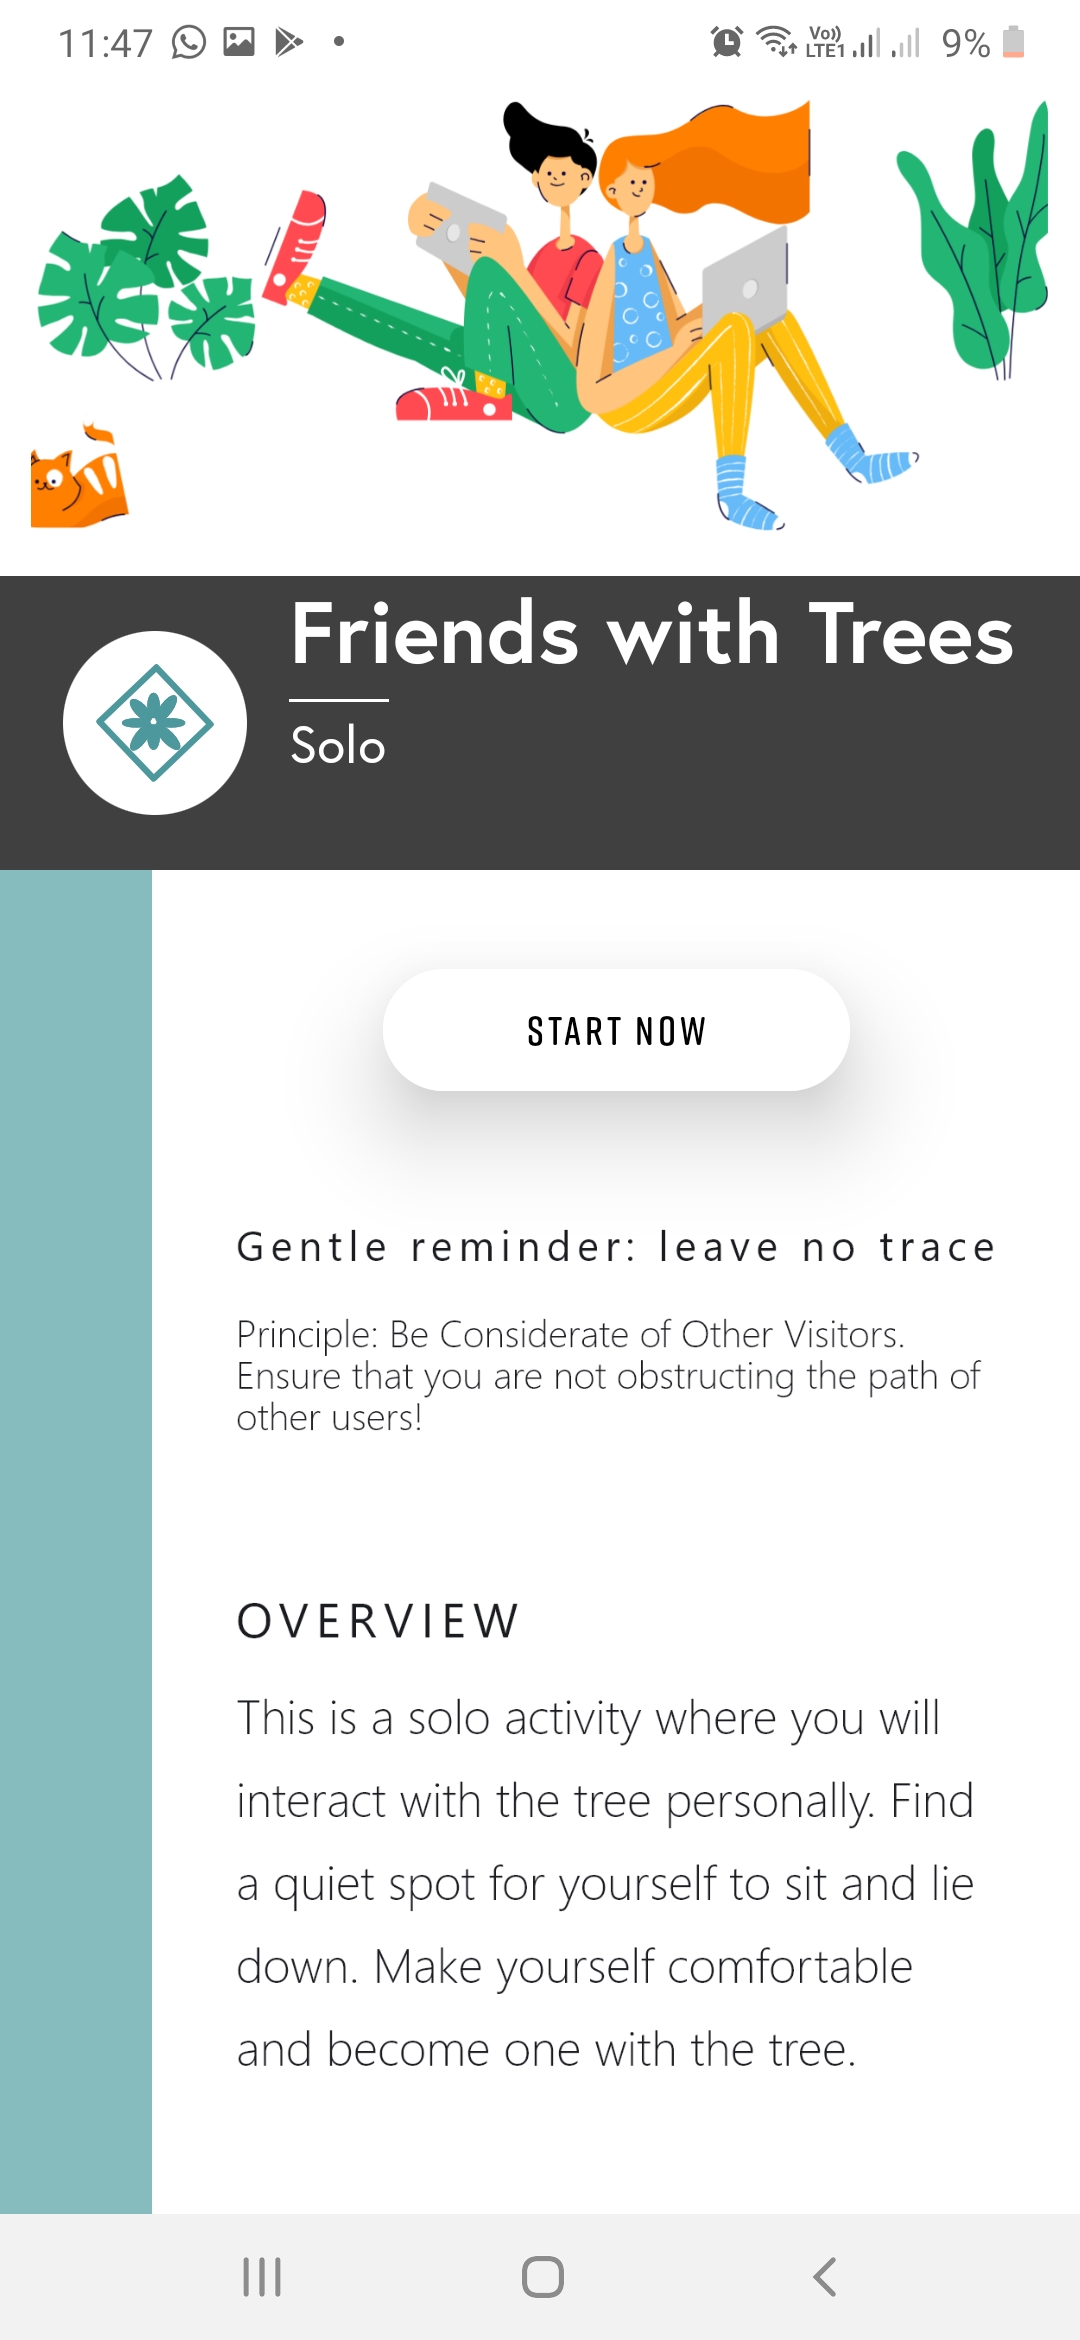 11:47
Vo)) LTE1 9%
Friends with Trees
Solo
START NOW
Gentle reminder: leave no trace
Principle: Be Considerate of Other Visitors.
Ensure that you are not obstructing the path of
other users!
OVERVIEW
This is a solo activity where you will
interact with the tree personally. Find
a quiet spot for yourself to sit and lie
down. Make yourself comfortable
and become one with the tree.